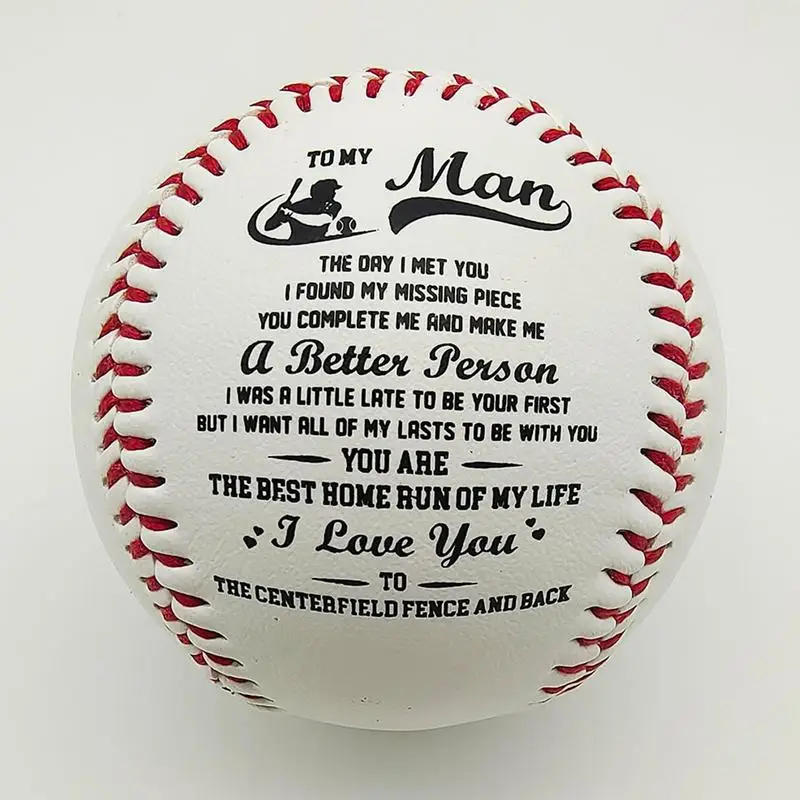 TO MY Man
THE DAY I MET YOU
I FOUND MY MISSING PIECE
YOU COMPLETE ME AND MAKE ME
A Better Person
I WAS A LITTLE LATE TO BE YOUR FIRST
BUT I WANT ALL OF MY LASTS TO BE WITH YOU
YOU ARE
THE BEST HOME RUN OF MY LIFE
I Love You
TO
THE CENTERFIELD FENCE AND BACK